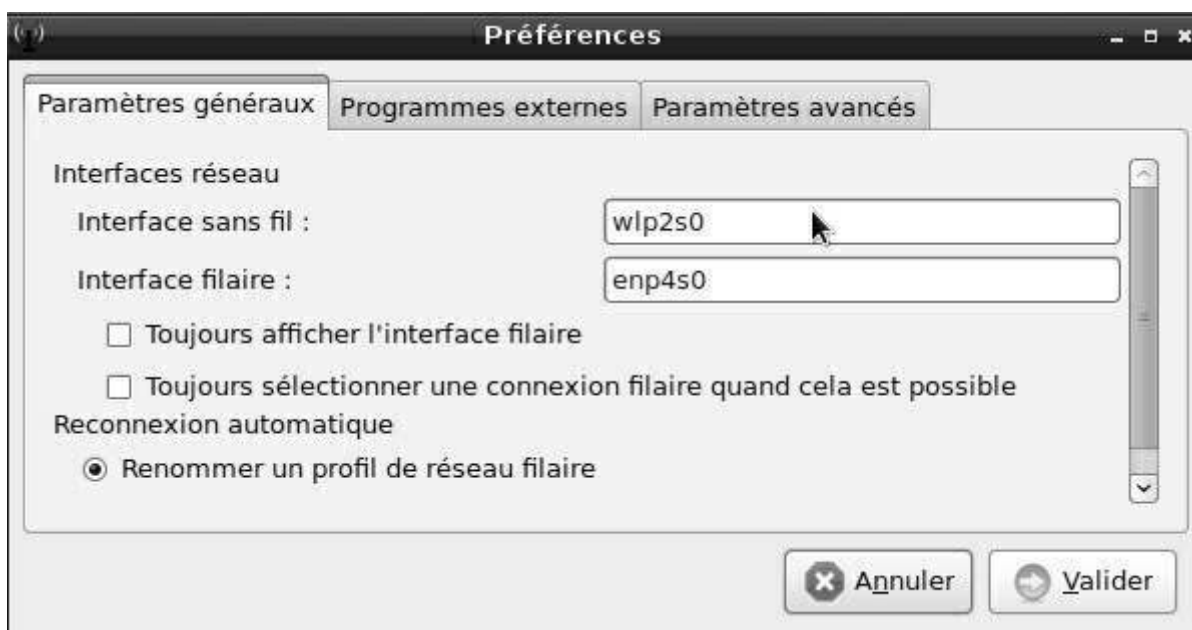 Préférences
Paramètres généraux Programmes externes Paramètres avancés
Interfaces réseau
Interface sans fil : wlp2s0
Interface filaire : enp4s0
Toujours afficher l'interface filaire
Toujours sélectionner une connexion filaire quand cela est possible
Reconnexion automatique
Renommer un profil de réseau filaire
Annuler Valider